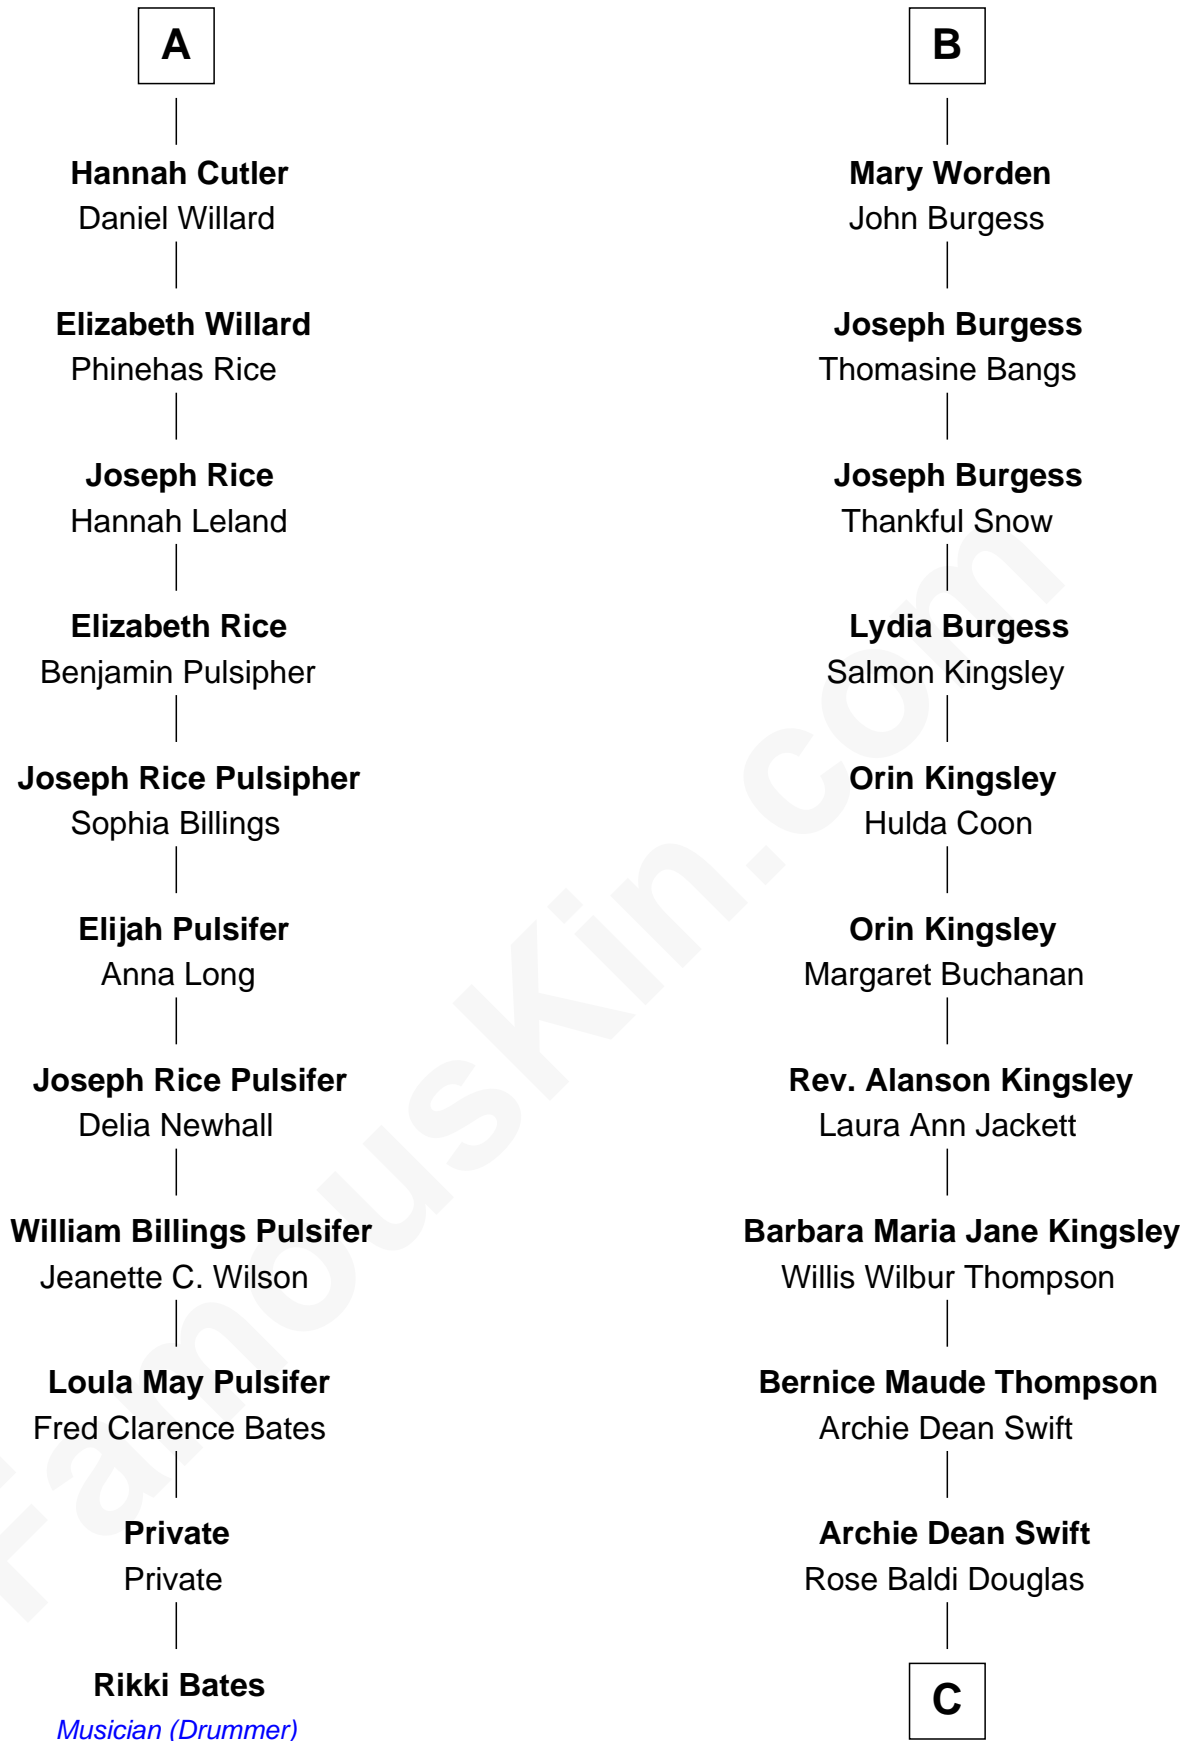 A
Hannah Cutler
Daniel Willard
Elizabeth Willard
Phinehas Rice
Joseph Rice
Hannah Leland
Elizabeth Rice
Benjamin Pulsipher
Joseph Rice Pulsipher
Sophia Billings
Elijah Pulsifer
Anna Long
Joseph Rice Pulsifer
Delia Newhall
William Billings Pulsifer
Jeanette C. Wilson
Loula May Pulsifer
Fred Clarence Bates
Private
Private
Rikki Bates
Musician (Drummer)
B
Mary Worden
John Burgess
Joseph Burgess
Thomasine Bangs
Joseph Burgess
Thankful Snow
Lydia Burgess
Salmon Kingsley
Orin Kingsley
Hulda Coon
Orin Kingsley
Margaret Buchanan
Rev. Alanson Kingsley
Laura Ann Jackett
Barbara Maria Jane Kingsley
Willis Wilbur Thompson
Bernice Maude Thompson
Archie Dean Swift
Archie Dean Swift
Rose Baldi Douglas
C
FamousKin.com